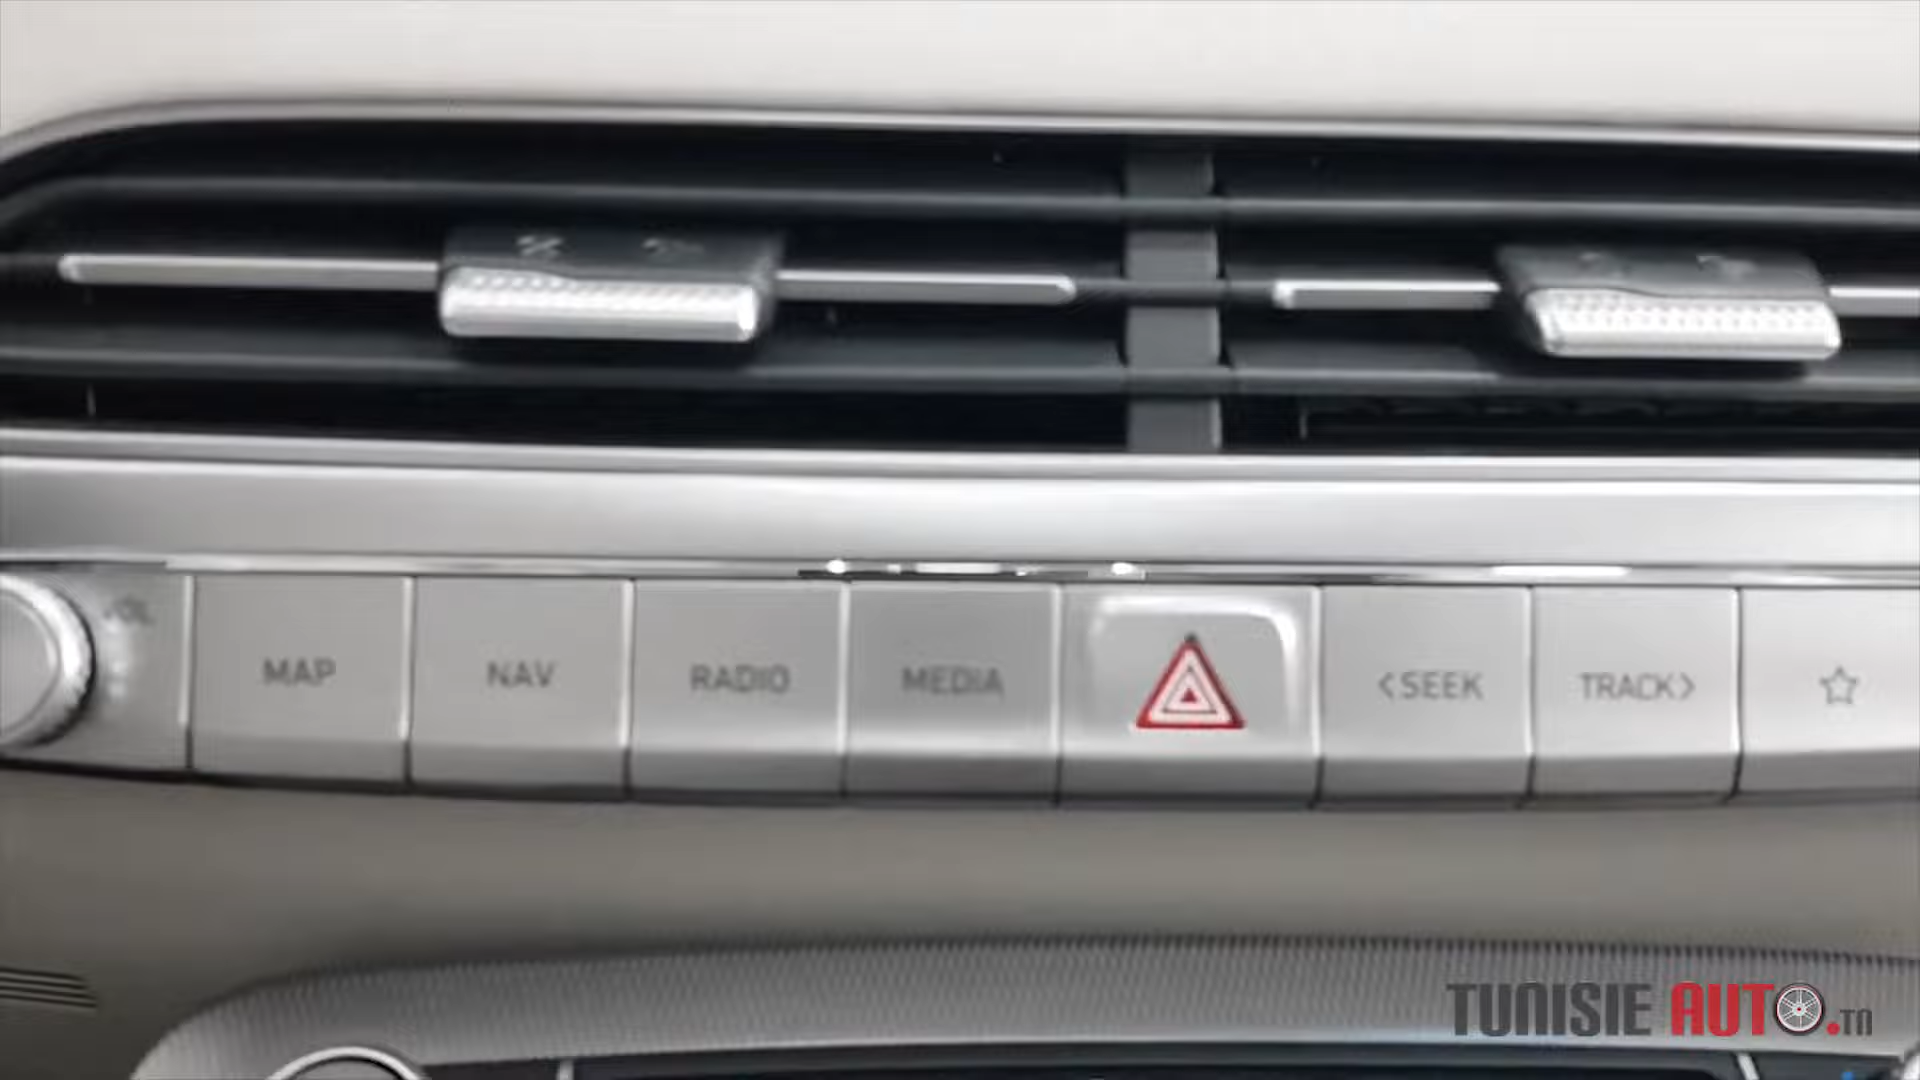 MAP
NAV
RADIO
MEDIA
<SEEK
TRACK>
TUNISIE AUTO.TN